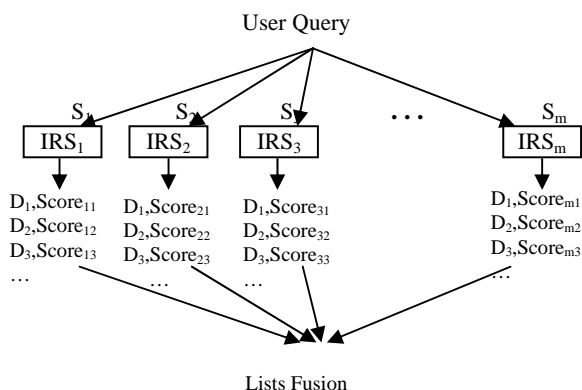 User Query
S1 S2 S3 … Sm
IRS1 IRS2 IRS3 IRSm
D1,Score11
D2,Score12
D3,Score13
…
D1,Score21
D2,Score22
D3,Score23
…
D1,Score31
D2,Score32
D3,Score33
…
D1,Scorem1
D2,Scorem2
D3,Scorem3
…
Lists Fusion